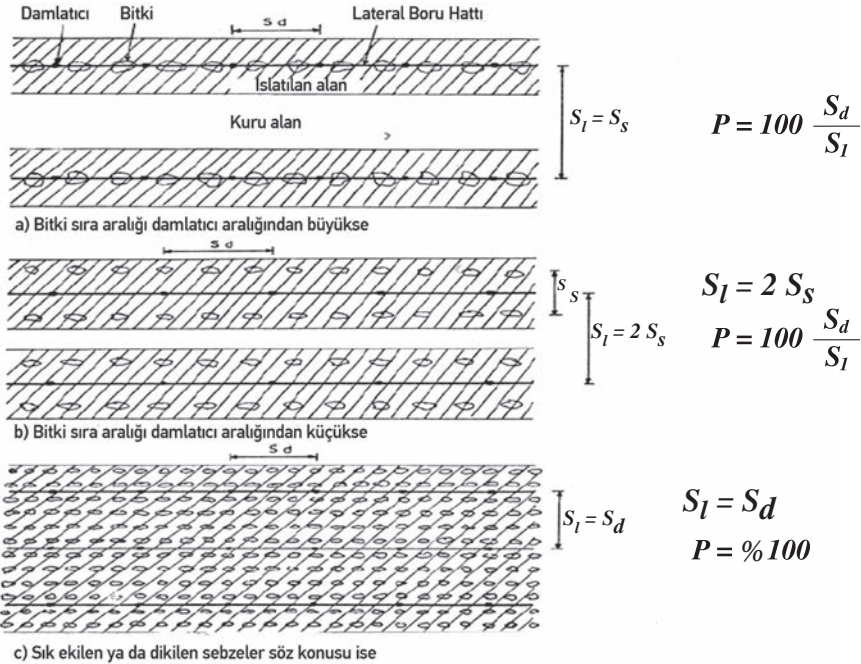 Damlatıcı Bitki S d Lateral Boru Hattı
Islatılan alan
Kuru alan
S_l = S_s
P = 100 S_d / S_1
a) Bitki sıra aralığı damlatıcı aralığından büyükse
S d
S s
S_l = 2 S_s
S_l = 2 S_s
P = 100 S_d / S_1
b) Bitki sıra aralığı damlatıcı aralığından küçükse
S d
S_l = S_d
S_l = S_d
P = %100
c) Sık ekilen ya da dikilen sebzeler söz konusu ise